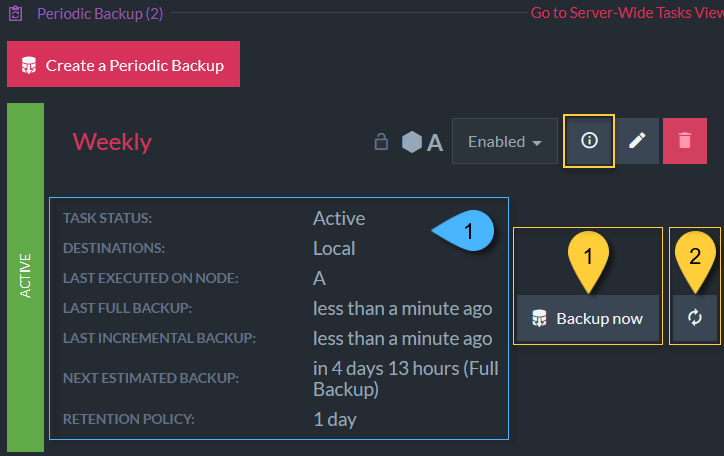 Periodic Backup (2)
Go to Server-Wide Tasks View
Create a Periodic Backup
ACTIVE
Weekly
A
Enabled
TASK STATUS: Active
DESTINATIONS: Local
LAST EXECUTED ON NODE: A
LAST FULL BACKUP: less than a minute ago
LAST INCREMENTAL BACKUP: less than a minute ago
NEXT ESTIMATED BACKUP: in 4 days 13 hours (Full
Backup)
RETENTION POLICY: 1 day
1
1
2
Backup now